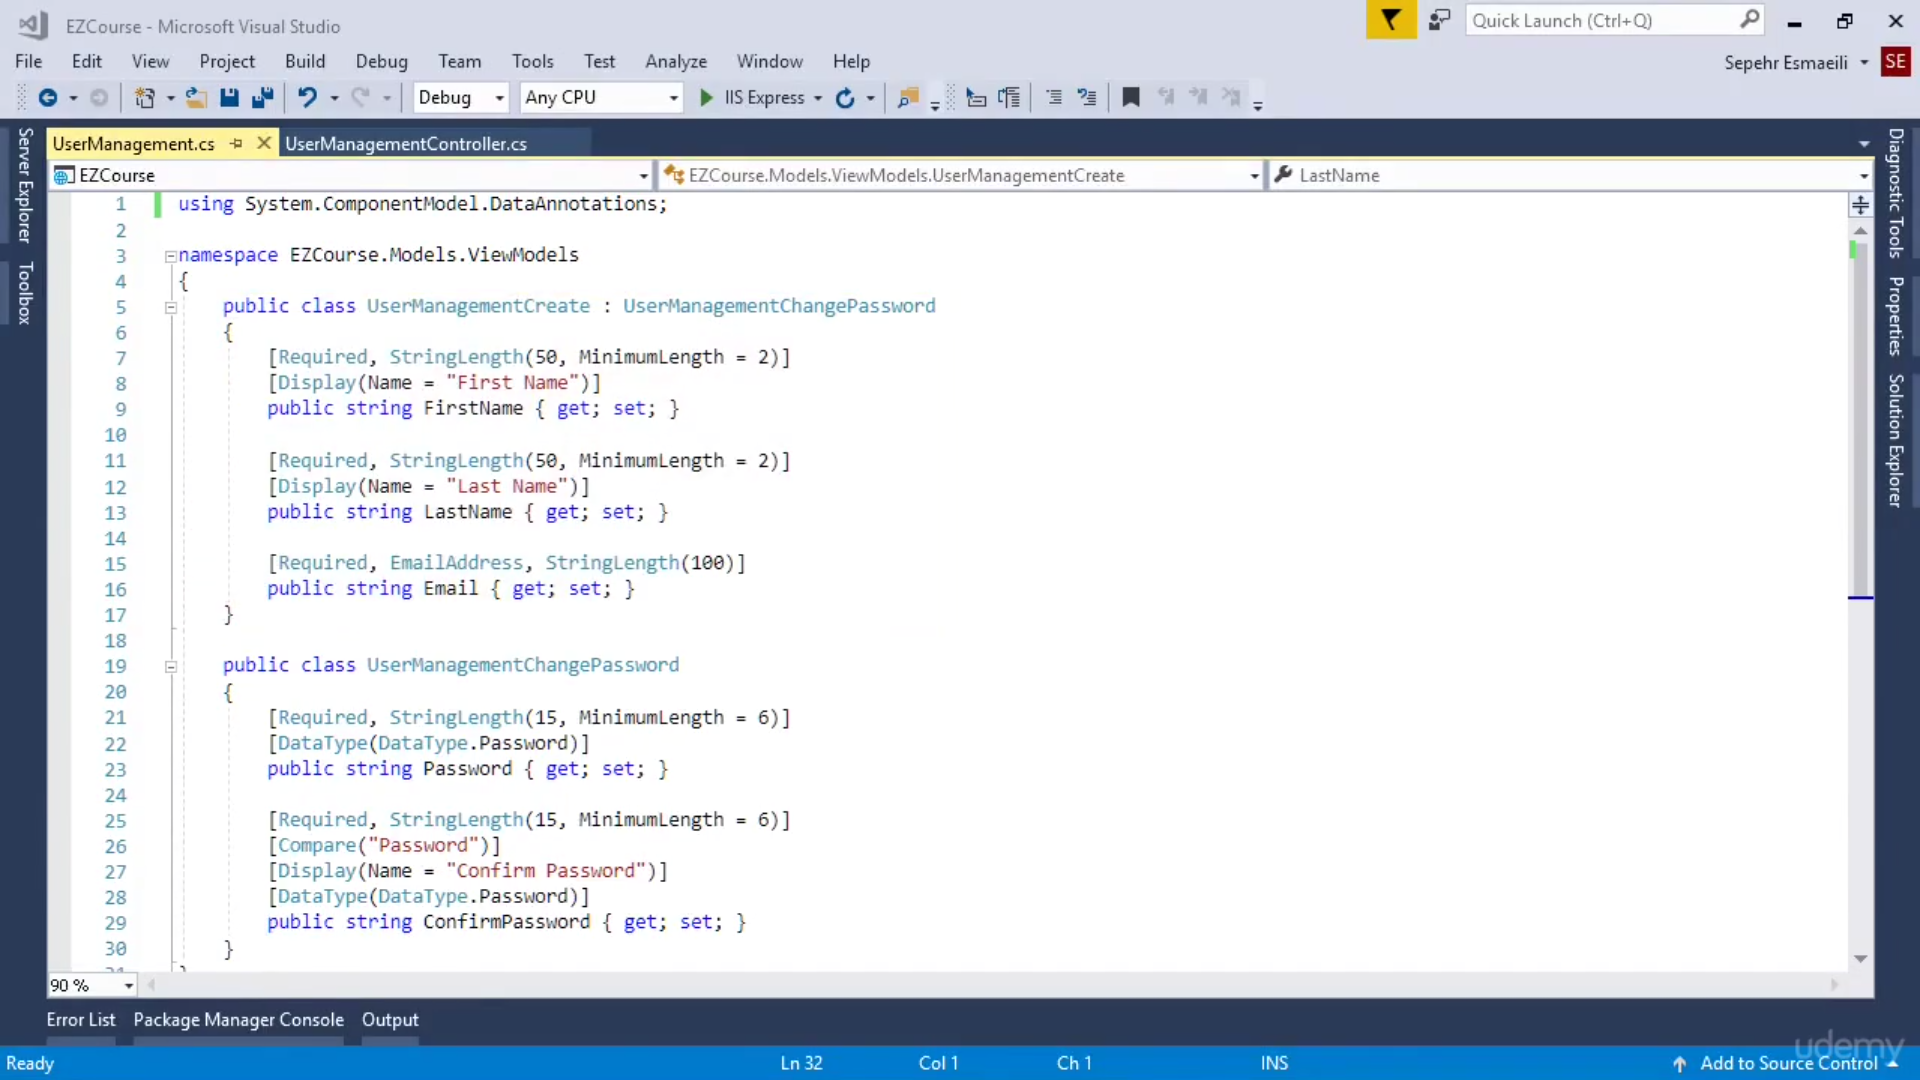 EZCourse - Microsoft Visual Studio
Quick Launch (Ctrl+Q)
File Edit View Project Build Debug Team Tools Test Analyze Window Help
Sepehr Esmaeili SE
Debug Any CPU IIS Express
Server Explorer
Toolbox
UserManagement.cs UserManagementController.cs
EZCourse EZCourse.Models.ViewModels.UserManagementCreate LastName
1 using System.ComponentModel.DataAnnotations;
2
3 namespace EZCourse.Models.ViewModels
4 {
5 public class UserManagementCreate : UserManagementChangePassword
6 {
7 [Required, StringLength(50, MinimumLength = 2)]
8 [Display(Name = "First Name")]
9 public string FirstName { get; set; }
10
11 [Required, StringLength(50, MinimumLength = 2)]
12 [Display(Name = "Last Name")]
13 public string LastName { get; set; }
14
15 [Required, EmailAddress, StringLength(100)]
16 public string Email { get; set; }
17 }
18
19 public class UserManagementChangePassword
20 {
21 [Required, StringLength(15, MinimumLength = 6)]
22 [DataType(DataType.Password)]
23 public string Password { get; set; }
24
25 [Required, StringLength(15, MinimumLength = 6)]
26 [Compare("Password")]
27 [Display(Name = "Confirm Password")]
28 [DataType(DataType.Password)]
29 public string ConfirmPassword { get; set; }
30 }
31 }
90 %
Diagnostic Tools
Properties
Solution Explorer
Error List Package Manager Console Output
Ready Ln 32 Col 1 Ch 1 INS Add to Source Control
udemy